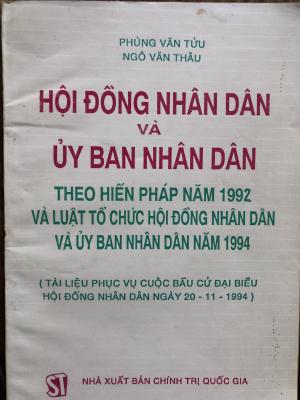 PHÙNG VĂN TỬU
NGÔ VĂN THÂU
HỘI ĐỒNG NHÂN DÂN
VÀ
ỦY BAN NHÂN DÂN
THEO HIẾN PHÁP NĂM 1992
VÀ LUẬT TỔ CHỨC HỘI ĐỒNG NHÂN DÂN
VÀ ỦY BAN NHÂN DÂN NĂM 1994
( TÀI LIỆU PHỤC VỤ CUỘC BẦU CỬ ĐẠI BIỂU
HỘI ĐỒNG NHÂN DÂN NGÀY 20 - 11 - 1994 )
ST
NHÀ XUẤT BẢN CHÍNH TRỊ QUỐC GIA